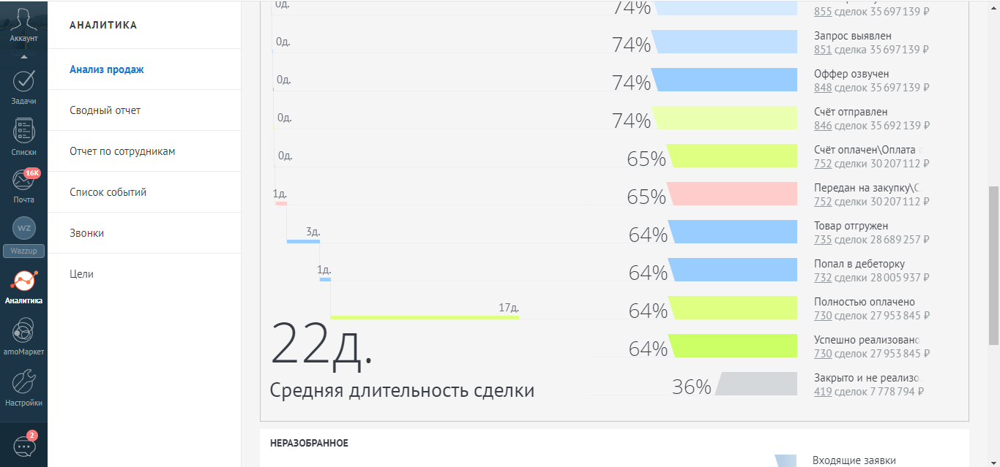 Аккаунт
Задачи
Списки
16K
Почта
WZ
Wazzup
Аналитика
amoМаркет
Настройки
2
АНАЛИТИКА
Анализ продаж
Сводный отчет
Отчет по сотрудникам
Список событий
Звонки
Цели
0д.
74%
855 сделок 35 697 139 ₽
0д.
74%
Запрос выявлен
851 сделка 35 697 139 ₽
0д.
74%
Оффер озвучен
848 сделок 35 697 139 ₽
0д.
74%
Счёт отправлен
846 сделок 35 692 139 ₽
0д.
65%
Счёт оплачен\Оплата
752 сделки 30 207 112 ₽
1д.
65%
Передан на закупку\С
752 сделки 30 207 112 ₽
3д.
64%
Товар отгружен
735 сделок 28 689 257 ₽
1д.
64%
Попал в дебеторку
732 сделки 28 005 937 ₽
17д.
64%
Полностью оплачено
730 сделок 27 953 845 ₽
64%
Успешно реализовано
730 сделок 27 953 845 ₽
22д.
Средняя длительность сделки
36%
Закрыто и не реализо
419 сделок 7 778 794 ₽
НЕРАЗОБРАННОЕ
Входящие заявки